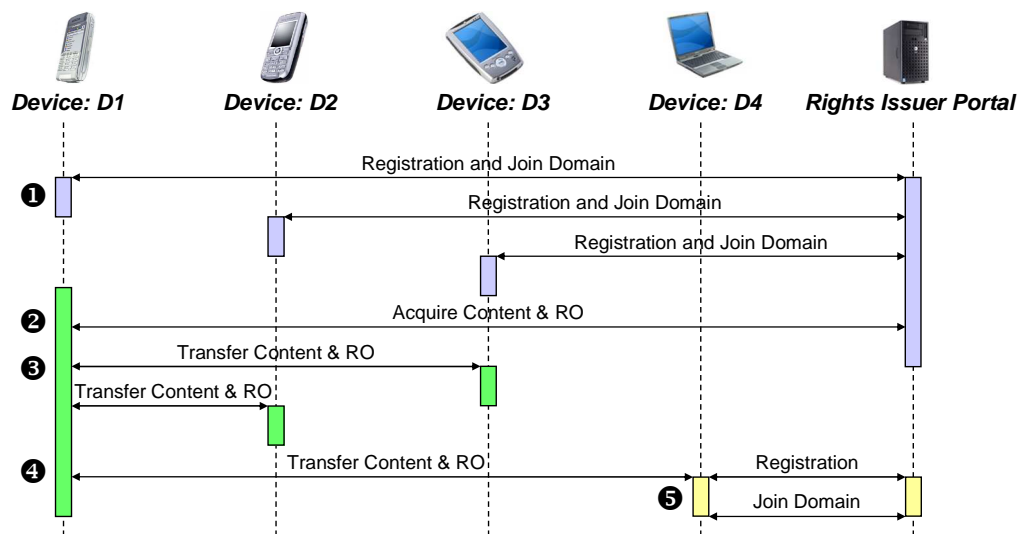 Device: D1
Device: D2
Device: D3
Device: D4
Rights Issuer Portal
Registration and Join Domain
❶
Registration and Join Domain
Registration and Join Domain
Acquire Content & RO
❷
Transfer Content & RO
❸
Transfer Content & RO
Transfer Content & RO
Registration
❹
❺
Join Domain